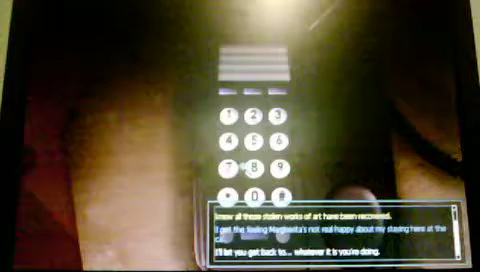 1 2 3
4 5 6
7 8 9
* 0 #
know all those stolen works of art have been recovered.
I get the feeling Margherita's not real happy about my staying here at the
I'll let you get back to... whatever it is you're doing.